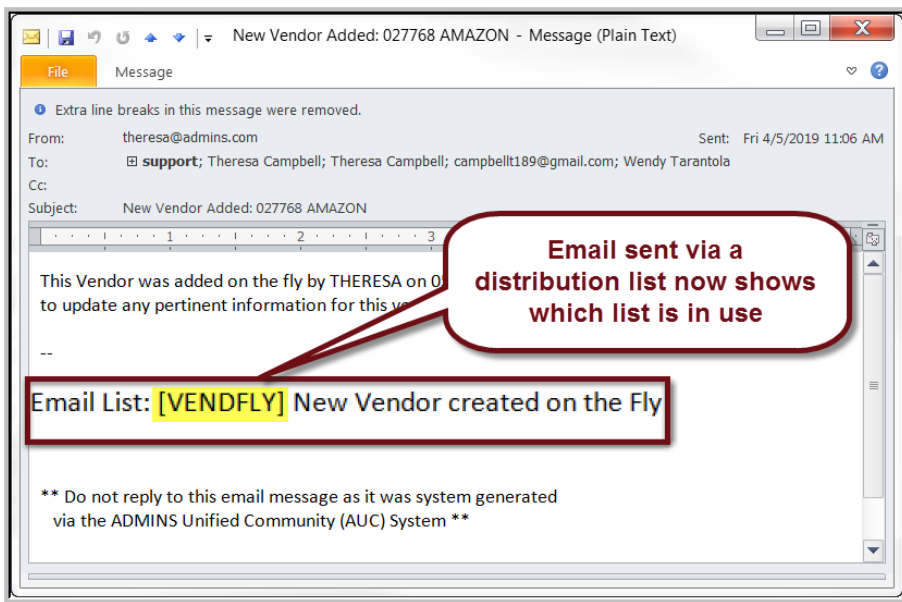 New Vendor Added: 027768 AMAZON - Message (Plain Text)
File Message
Extra line breaks in this message were removed.
From: theresa@admins.com Sent: Fri 4/5/2019 11:06 AM
To: support; Theresa Campbell; Theresa Campbell; campbellt189@gmail.com; Wendy Tarantola
Cc:
Subject: New Vendor Added: 027768 AMAZON
1 2 3
Email sent via a
distribution list now shows
which list is in use
This Vendor was added on the fly by THERESA on
to update any pertinent information for this
--
Email List: [VENDFLY] New Vendor created on the Fly
** Do not reply to this email message as it was system generated
via the ADMINS Unified Community (AUC) System **